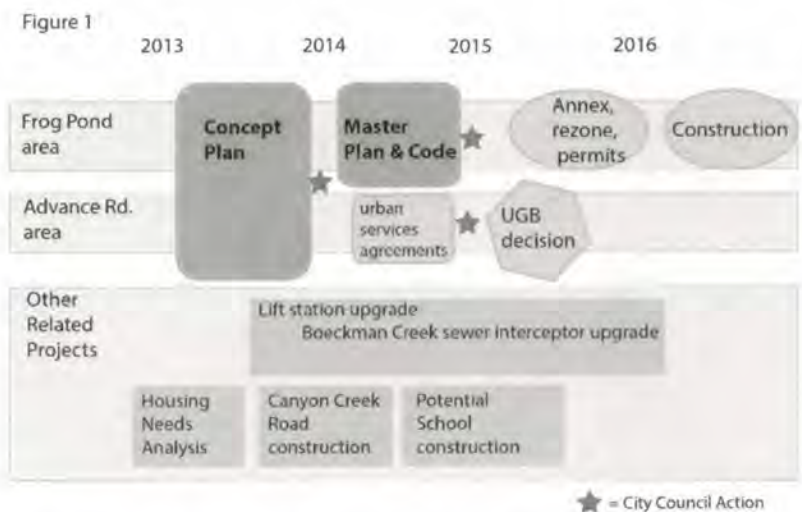 Figure 1
2013 2014 2015 2016
Frog Pond
area
Concept
Plan
Master
Plan & Code
Annex,
rezone,
permits
Construction
Advance Rd.
area
urban
services
agreements
UGB
decision
Other
Related
Projects
Lift station upgrade
Boeckman Creek sewer interceptor upgrade
Housing
Needs
Analysis
Canyon Creek
Road
construction
Potential
School
construction
= City Council Action